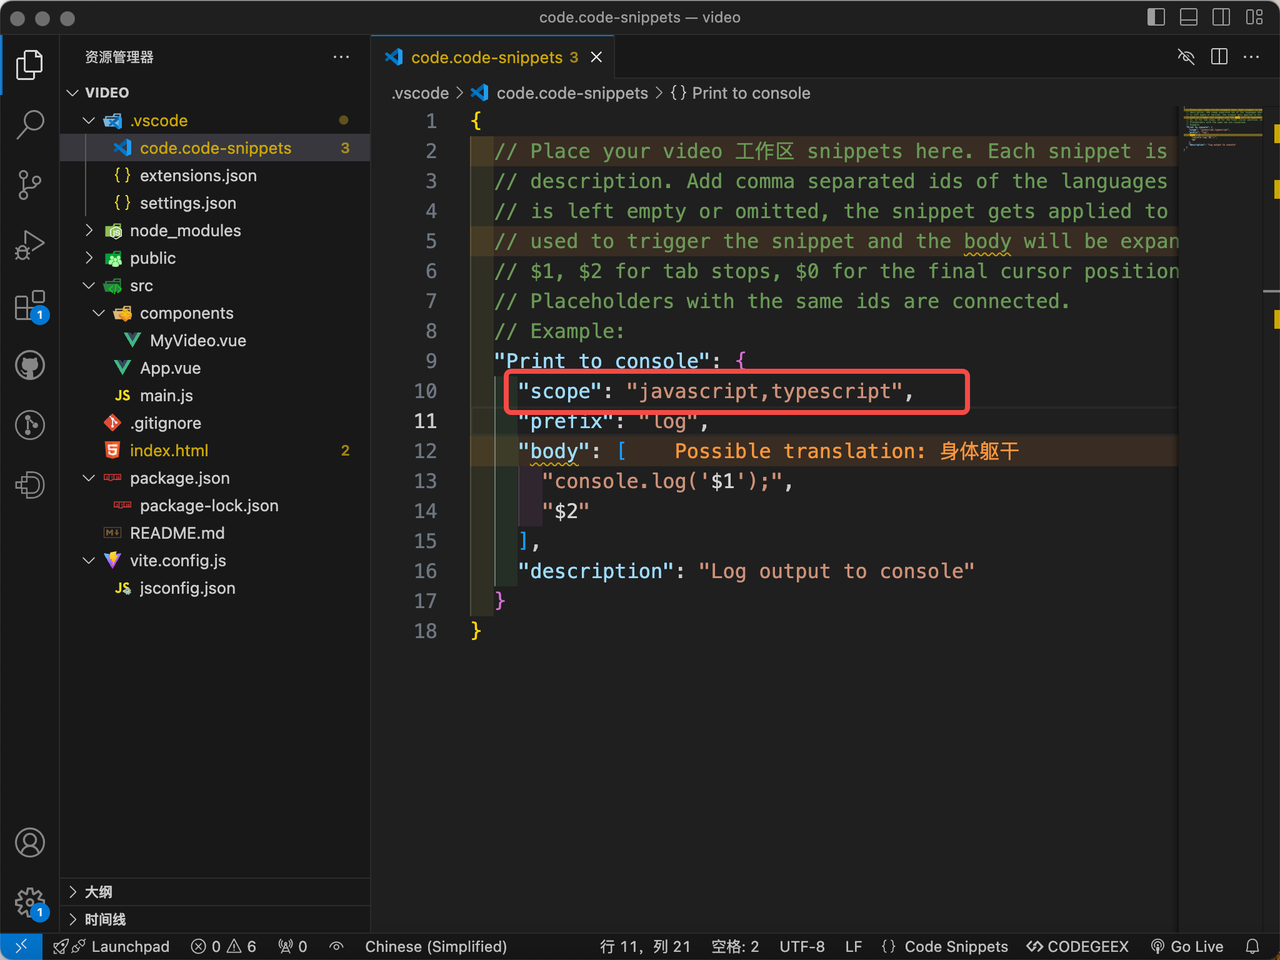 code.code-snippets — video
资源管理器
code.code-snippets 3
VIDEO
.vscode > code.code-snippets > {} Print to console
.vscode
code.code-snippets 3
{} extensions.json
{} settings.json
node_modules
public
src
components
MyVideo.vue
App.vue
JS main.js
.gitignore
index.html 2
package.json
package-lock.json
README.md
vite.config.js
JS jsconfig.json
大纲
时间线
1 {
2 // Place your video 工作区 snippets here. Each snippet is
3 // description. Add comma separated ids of the languages
4 // is left empty or omitted, the snippet gets applied to
5 // used to trigger the snippet and the body will be expan
6 // $1, $2 for tab stops, $0 for the final cursor position
7 // Placeholders with the same ids are connected.
8 // Example:
9 "Print to console": {
10 "scope": "javascript,typescript",
11 "prefix": "log",
12 "body": [ Possible translation: 身体躯干
13 "console.log('$1');",
14 "$2"
15 ],
16 "description": "Log output to console"
17 }
18 }
1
1
Launchpad 0 6 0 Chinese (Simplified) 行 11，列 21 空格: 2 UTF-8 LF {} Code Snippets CODEGEEX Go Live